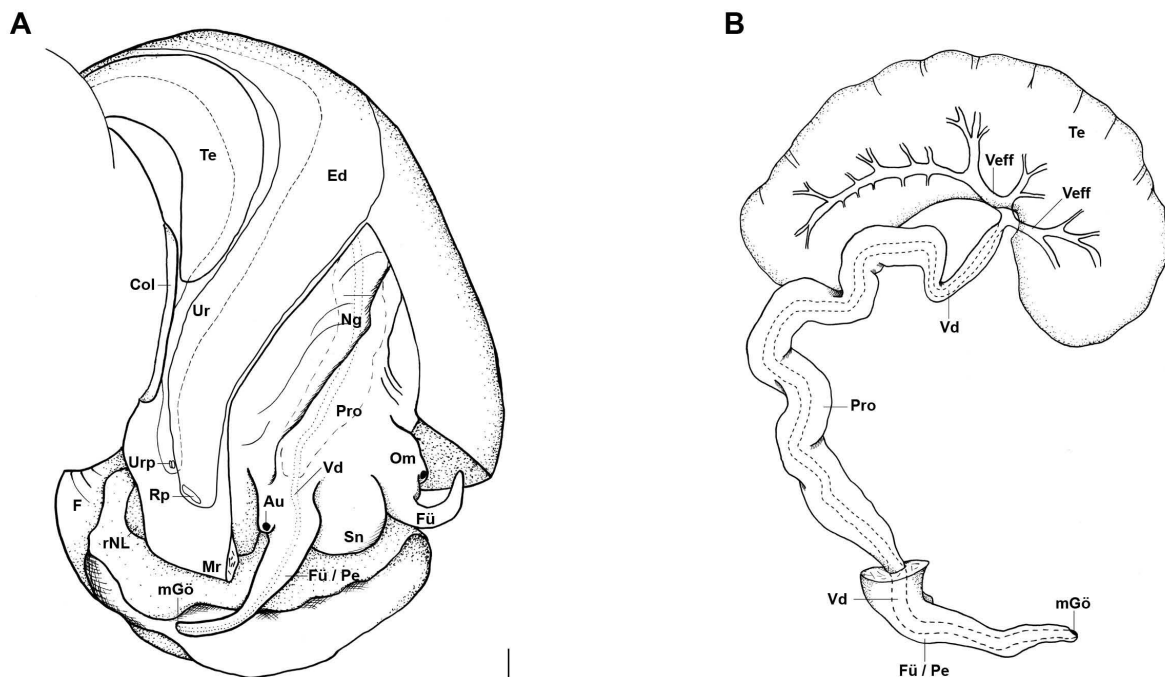 A
Te
Ed
Col
Ur
Ng
Pro
Urp
Rp
Au
Vd
Om
F
Fü
rNL
Sn
Mr
Fü / Pe
mGö
B
Te
Veff
Veff
Vd
Pro
Vd
mGö
Fü / Pe